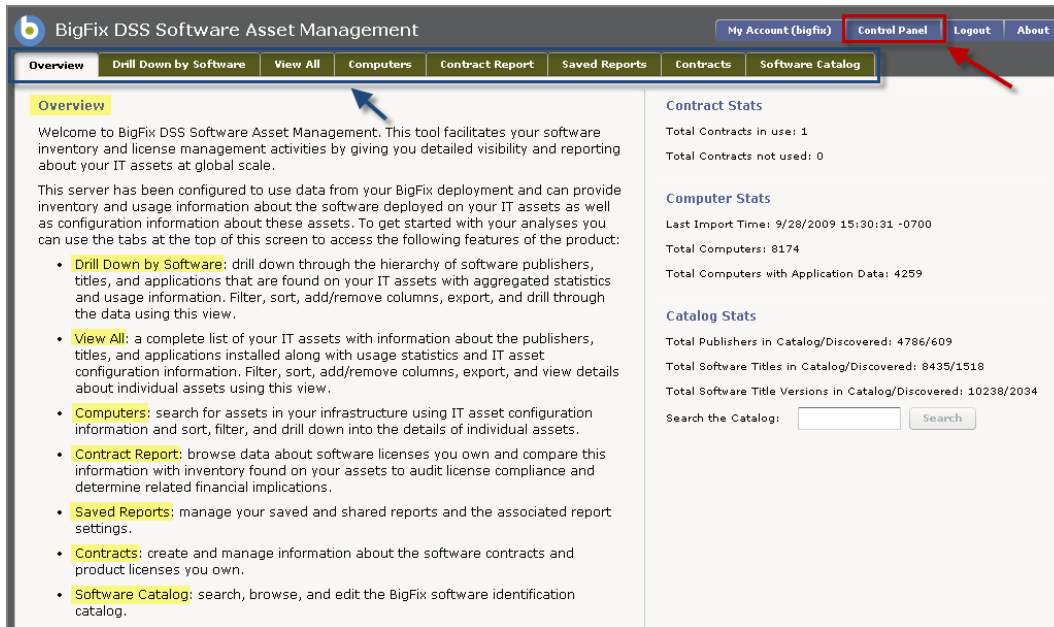 BigFix DSS Software Asset Management
My Account (bigfix) Control Panel Logout About
Overview Drill Down by Software View All Computers Contract Report Saved Reports Contracts Software Catalog
Overview
Welcome to BigFix DSS Software Asset Management. This tool facilitates your software
inventory and license management activities by giving you detailed visibility and reporting
about your IT assets at global scale.
This server has been configured to use data from your BigFix deployment and can provide
inventory and usage information about the software deployed on your IT assets as well
as configuration information about these assets. To get started with your analyses you
can use the tabs at the top of this screen to access the following features of the product:
• Drill Down by Software: drill down through the hierarchy of software publishers,
titles, and applications that are found on your IT assets with aggregated statistics
and usage information. Filter, sort, add/remove columns, export, and drill through
the data using this view.
• View All: a complete list of your IT assets with information about the publishers,
titles, and applications installed along with usage statistics and IT asset
configuration information. Filter, sort, add/remove columns, export, and view details
about individual assets using this view.
• Computers: search for assets in your infrastructure using IT asset configuration
information and sort, filter, and drill down into the details of individual assets.
• Contract Report: browse data about software licenses you own and compare this
information with inventory found on your assets to audit license compliance and
determine related financial implications.
• Saved Reports: manage your saved and shared reports and the associated report
settings.
• Contracts: create and manage information about the software contracts and
product licenses you own.
• Software Catalog: search, browse, and edit the BigFix software identification
catalog.
Contract Stats
Total Contracts in use: 1
Total Contracts not used: 0
Computer Stats
Last Import Time: 9/28/2009 15:30:31 -0700
Total Computers: 8174
Total Computers with Application Data: 4259
Catalog Stats
Total Publishers in Catalog/Discovered: 4786/609
Total Software Titles in Catalog/Discovered: 8435/1518
Total Software Title Versions in Catalog/Discovered: 10238/2034
Search the Catalog: Search